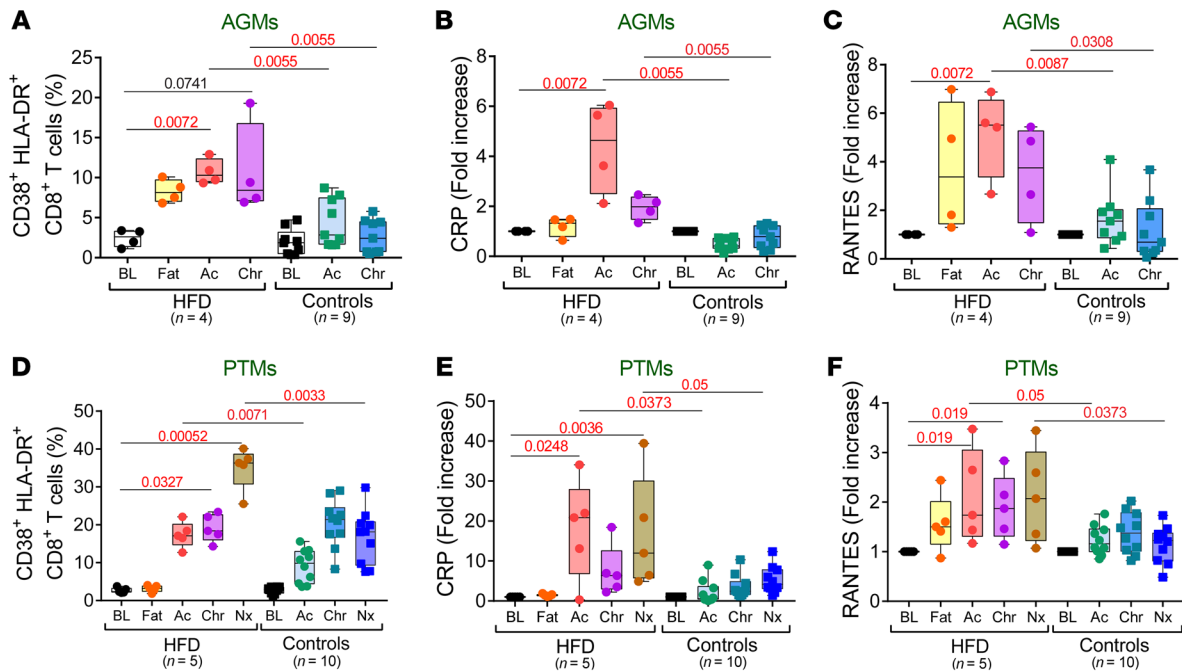 A
AGMs
CD38+ HLA-DR+
CD8+ T cells (%)
25
20
15
10
5
0
0.0055
0.0055
0.0741
0.0072
BL Fat Ac Chr BL Ac Chr
HFD Controls
(n = 4) (n = 9)
B
AGMs
CRP (Fold increase)
8
6
4
2
0
0.0055
0.0055
0.0072
BL Fat Ac Chr BL Ac Chr
HFD Controls
(n = 4) (n = 9)
C
AGMs
RANTES (Fold increase)
8
6
4
2
0
0.0308
0.0087
0.0072
BL Fat Ac Chr BL Ac Chr
HFD Controls
(n = 4) (n = 9)
D
PTMs
CD38+ HLA-DR+
CD8+ T cells (%)
50
40
30
20
10
0
0.0033
0.0071
0.00052
0.0327
BL Fat Ac Chr Nx BL Ac Chr Nx
HFD Controls
(n = 5) (n = 10)
E
PTMs
CRP (Fold increase)
50
40
30
20
10
0
0.05
0.0373
0.0036
0.0248
BL Fat Ac Chr Nx BL Ac Chr Nx
HFD Controls
(n = 5) (n = 10)
F
PTMs
RANTES (Fold increase)
4
3
2
1
0
0.05
0.0373
0.019
0.019
BL Fat Ac Chr Nx BL Ac Chr Nx
HFD Controls
(n = 5) (n = 10)